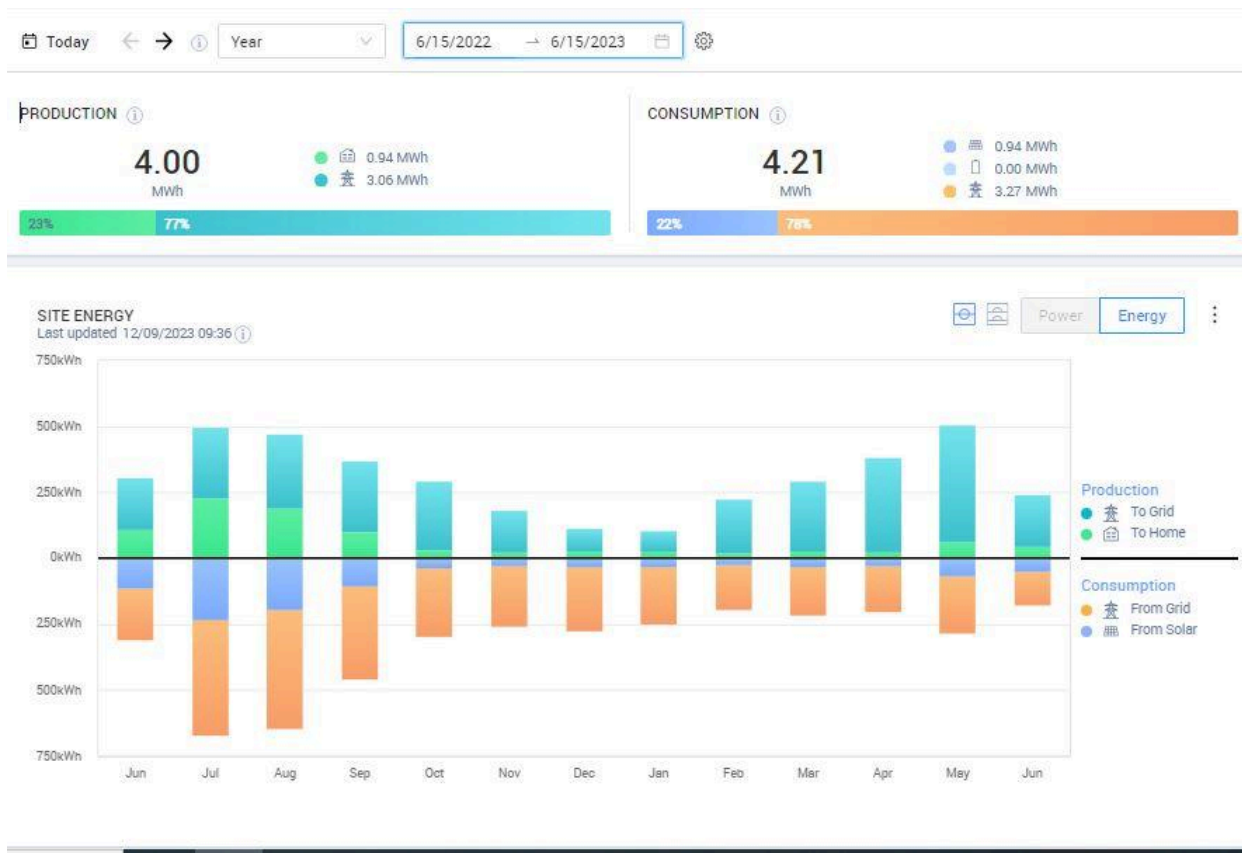 Today
Year
6/15/2022 → 6/15/2023
PRODUCTION
4.00
MWh
0.94 MWh
3.06 MWh
23%
77%
CONSUMPTION
4.21
MWh
0.94 MWh
0.00 MWh
3.27 MWh
22%
78%
SITE ENERGY
Last updated 12/09/2023 09:36
Power
Energy
750kWh
500kWh
250kWh
0kWh
250kWh
500kWh
750kWh
Jun Jul Aug Sep Oct Nov Dec Jan Feb Mar Apr May Jun
Production
To Grid
To Home
Consumption
From Grid
From Solar